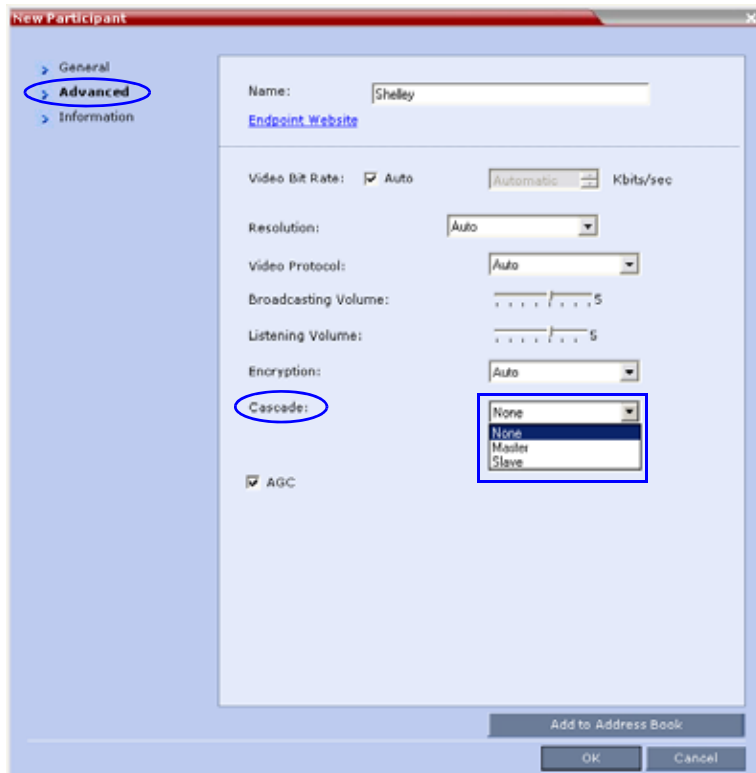 New Participant
General
Advanced
Information
Name: Shelley
Endpoint Website
Video Bit Rate: Auto Automatic Kbits/sec
Resolution: Auto
Video Protocol: Auto
Broadcasting Volume: 5
Listening Volume: 5
Encryption: Auto
Cascade: None
None
Master
Slave
AGC
Add to Address Book
OK Cancel